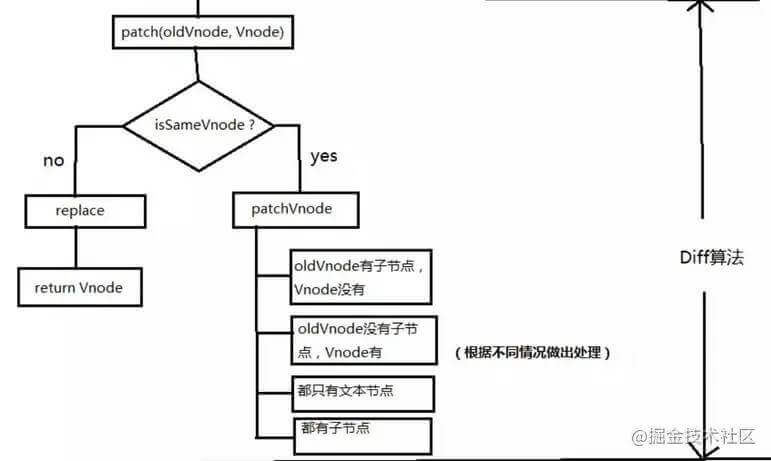 patch(oldVnode, Vnode)
isSameVnode ?
no
yes
replace
patchVnode
return Vnode
oldVnode有子节点，
Vnode没有
oldVnode没有子节
点，Vnode有
都只有文本节点
都有子节点
（根据不同情况做出处理）
Diff算法
@掘金技术社区